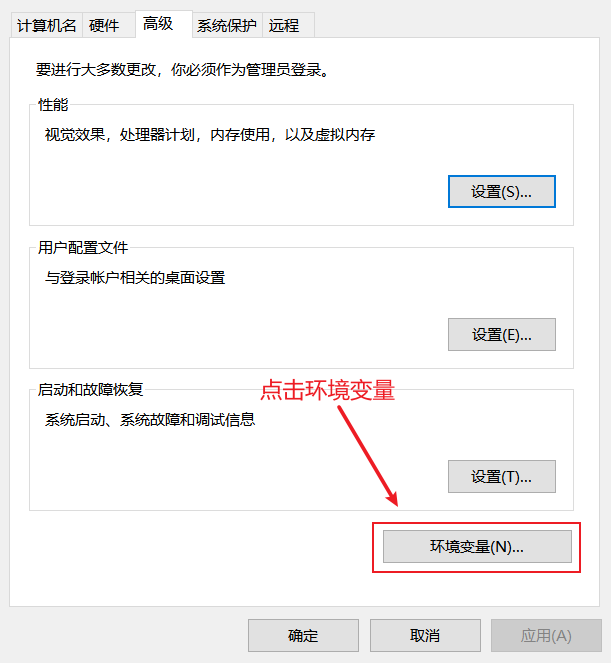 计算机名 硬件 高级 系统保护 远程
要进行大多数更改，你必须作为管理员登录。
性能
视觉效果，处理器计划，内存使用，以及虚拟内存
设置(S)...
用户配置文件
与登录帐户相关的桌面设置
设置(E)...
启动和故障恢复
点击环境变量
系统启动、系统故障和调试信息
设置(T)...
环境变量(N)...
确定 取消 应用(A)